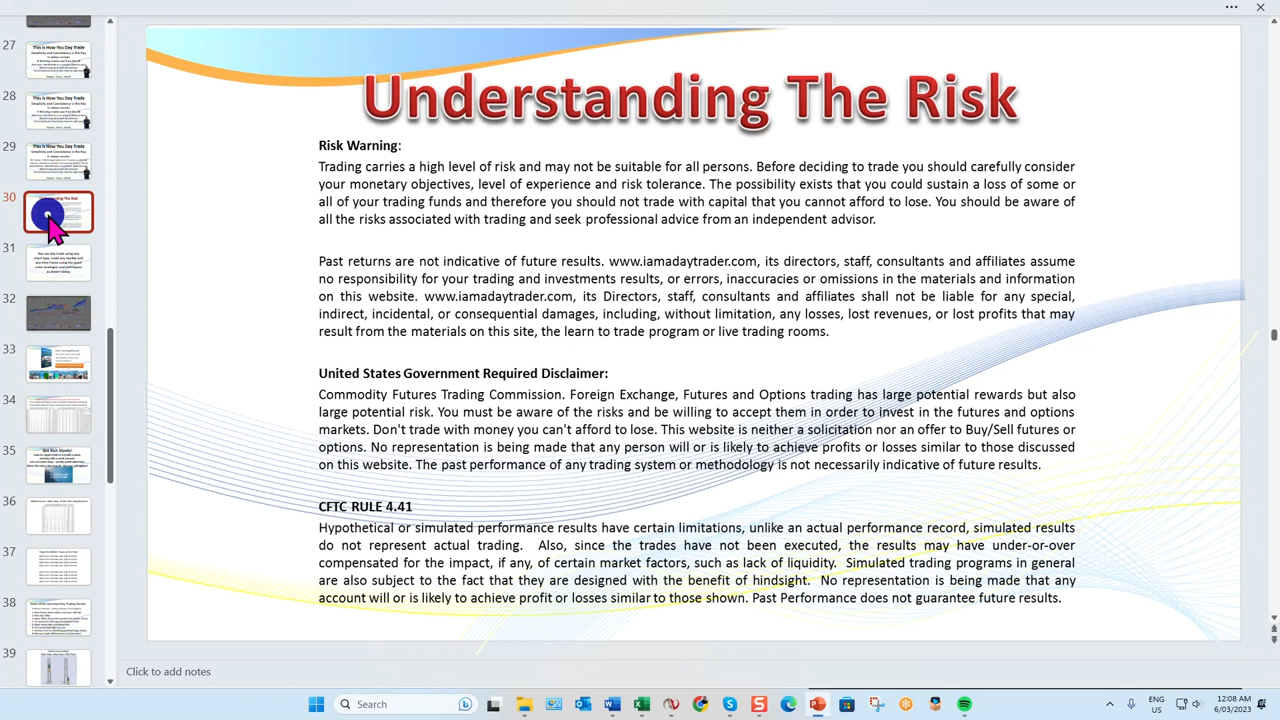 27
This is How You Day Trade
28
This is How You Day Trade
29
This is How You Day Trade
31
32
Get Rich Slowly!
36
37
39
Understanding The Risk
Risk Warning:
Trading carries a high level of risk and may not be suitable for all persons. Before deciding to trade you should carefully consider
your monetary objectives, level of experience and risk tolerance. The possibility exists that you could sustain a loss of some or
all of your trading funds and therefore you should not trade with capital that you cannot afford to lose. You should be aware of
all the risks associated with trading and seek professional advice from an independent advisor.
Past returns are not indicative of future results. www.iamadaytrader.com, its directors, staff, consultants and affiliates assume
no responsibility for your trading and investments results, or errors, inaccuracies or omissions in the materials and information
on this website. www.iamadaytrader.com, its Directors, staff, consultants and affiliates shall not be liable for any special,
indirect, incidental, or consequential damages, including, without limitation, any losses, lost revenues, or lost profits that may
result from the materials on this site, the learn to trade program or live trading rooms.
United States Government Required Disclaimer:
Commodity Futures Trading Commission, Foreign Exchange, Futures and Options trading has large potential rewards but also
large potential risk. You must be aware of the risks and be willing to accept them in order to invest in the futures and options
markets. Don't trade with money you can't afford to lose. This website is neither a solicitation nor an offer to Buy/Sell futures or
options. No representation is being made that any person will or is likely to achieve profits or losses similar to those discussed
on this website. The past performance of any trading system or methodology is not necessarily indicative of future results.
CFTC RULE 4.41
Hypothetical or simulated performance results have certain limitations, unlike an actual performance record, simulated results
do not represent actual trading. Also, since the trades have not been executed, the results may have under-or-over
compensated for the impact, if any, of certain market factors, such as lack of liquidity. Simulated trading programs in general
are also subject to the fact that they are designed with the benefit of hindsight. No representation is being made that any
account will or is likely to achieve profit or losses similar to those shown. Past Performance does not guarantee future results.
Click to add notes
Search
ENG
US
12:08 AM
6/03/2023